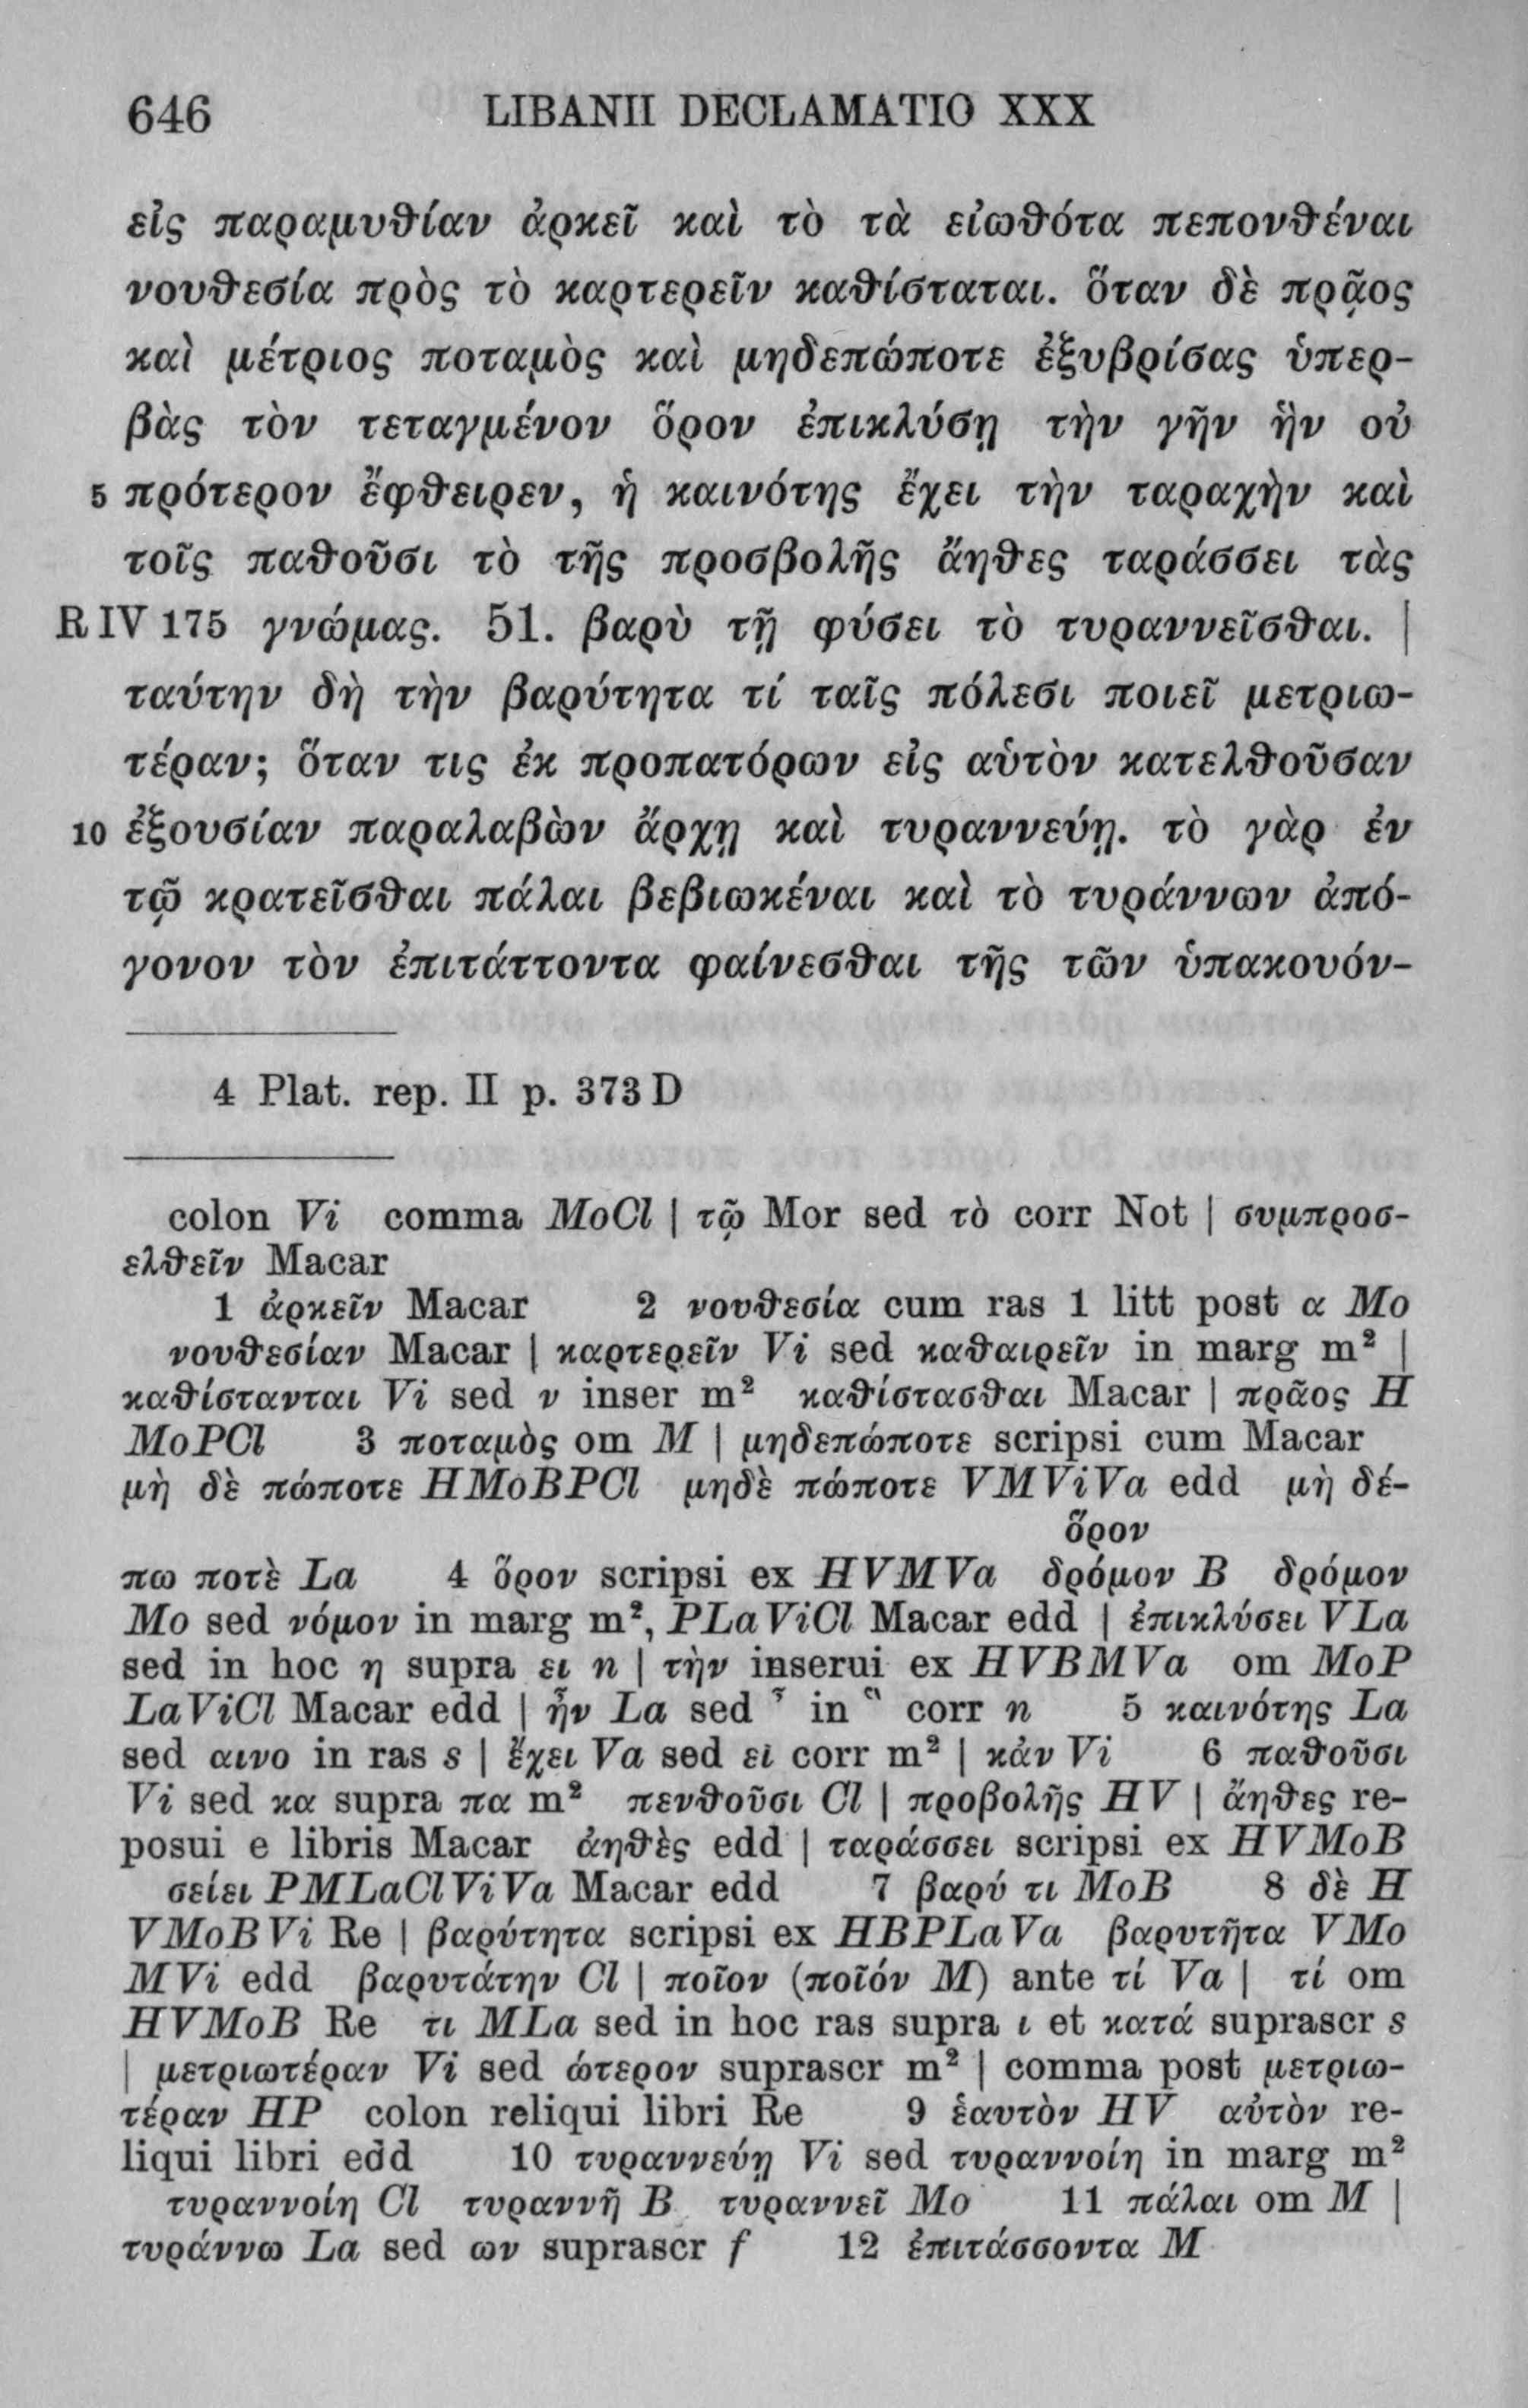 646 LIBANII DECLAMATIO XXX
εἰς παραμυθίαν ἀρκεῖ καὶ τὸ τὰ εἰωθότα πεπονθέναι
νουθεσία πρὸς τὸ καρτερεῖν καθίσταται. ὅταν δὲ πρᾷος
καὶ μέτριος ποταμὸς καὶ μηδεπώποτε ἐξυβρίσας ὑπερ-
βὰς τὸν τεταγμένον ὅρον ἐπικλύσῃ τὴν γῆν ἣν οὐ
5 πρότερον ἔφθειρεν, ἡ καινότης ἔχει τὴν ταραχὴν καὶ
τοῖς παθοῦσι τὸ τῆς προσβολῆς ἄηθες ταράσσει τὰς
R IV 175 γνώμας. 51. βαρὺ τῇ φύσει τὸ τυραννεῖσθαι. |
ταύτην δὴ τὴν βαρύτητα τί ταῖς πόλεσι ποιεῖ μετριω-
τέραν; ὅταν τις ἐκ προπατόρων εἰς αὑτὸν κατελθοῦσαν
10 ἐξουσίαν παραλαβὼν ἄρχῃ καὶ τυραννεύῃ. τὸ γὰρ ἐν
τῷ κρατεῖσθαι πάλαι βεβιωκέναι καὶ τὸ τυράννων ἀπό-
γονον τὸν ἐπιτάττοντα φαίνεσθαι τῆς τῶν ὑπακουόν-
4 Plat. rep. II p. 373 D
colon Vi comma MoCl | τῷ Mor sed τὸ corr Not | συμπροσ-
ελθεῖν Macar
1 ἀρκεῖν Macar 2 νουθεσία cum ras 1 litt post α Mo
νουθεσίαν Macar | καρτερεῖν Vi sed καθαιρεῖν in marg m² |
καθίστανται Vi sed ν inser m² καθίστασθαι Macar | πρᾶος H
MoPCl 3 ποταμὸς om M | μηδεπώποτε scripsi cum Macar
μὴ δὲ πώποτε HMoBPCl μηδὲ πώποτε VMViVa edd μὴ δέ-
ὅρον
πω ποτὲ La 4 ὅρον scripsi ex HVMVa δρόμον B δρόμον
Mo sed νόμον in marg m², PLaViCl Macar edd | ἐπικλύσει VLa
sed in hoc η supra ει n | τὴν inserui ex HVBMVa om MoP
LaViCl Macar edd | ἦν La sed ̓͂ in ̔̀ corr n 5 καινότης La
sed αινο in ras s | ἔχει Va sed ει corr m² | κἀν Vi 6 παθοῦσι
Vi sed κα supra πα m² πενθοῦσι Cl | προβολῆς HV | ἄηθες re-
posui e libris Macar ἀηθὲς edd | ταράσσει scripsi ex HVMoB
σείει PMLaClViVa Macar edd 7 βαρύ τι MoB 8 δὲ H
VMoBVi Re | βαρύτητα scripsi ex HBPLaVa βαρυτῆτα VMo
MVi edd βαρυτάτην Cl | ποῖον (ποῖόν M) ante τί Va | τί om
HVMoB Re τι MLa sed in hoc ras supra ι et κατά suprascr s
| μετριωτέραν Vi sed ώτερον suprascr m² | comma post μετριω-
τέραν HP colon reliqui libri Re 9 ἑαυτὸν HV αὐτὸν re-
liqui libri edd 10 τυραννεύῃ Vi sed τυραννοίη in marg m²
τυραννοίη Cl τυραννῆ B τυραννεῖ Mo 11 πάλαι om M |
τυράννω La sed ων suprascr f 12 ἐπιτάσσοντα M